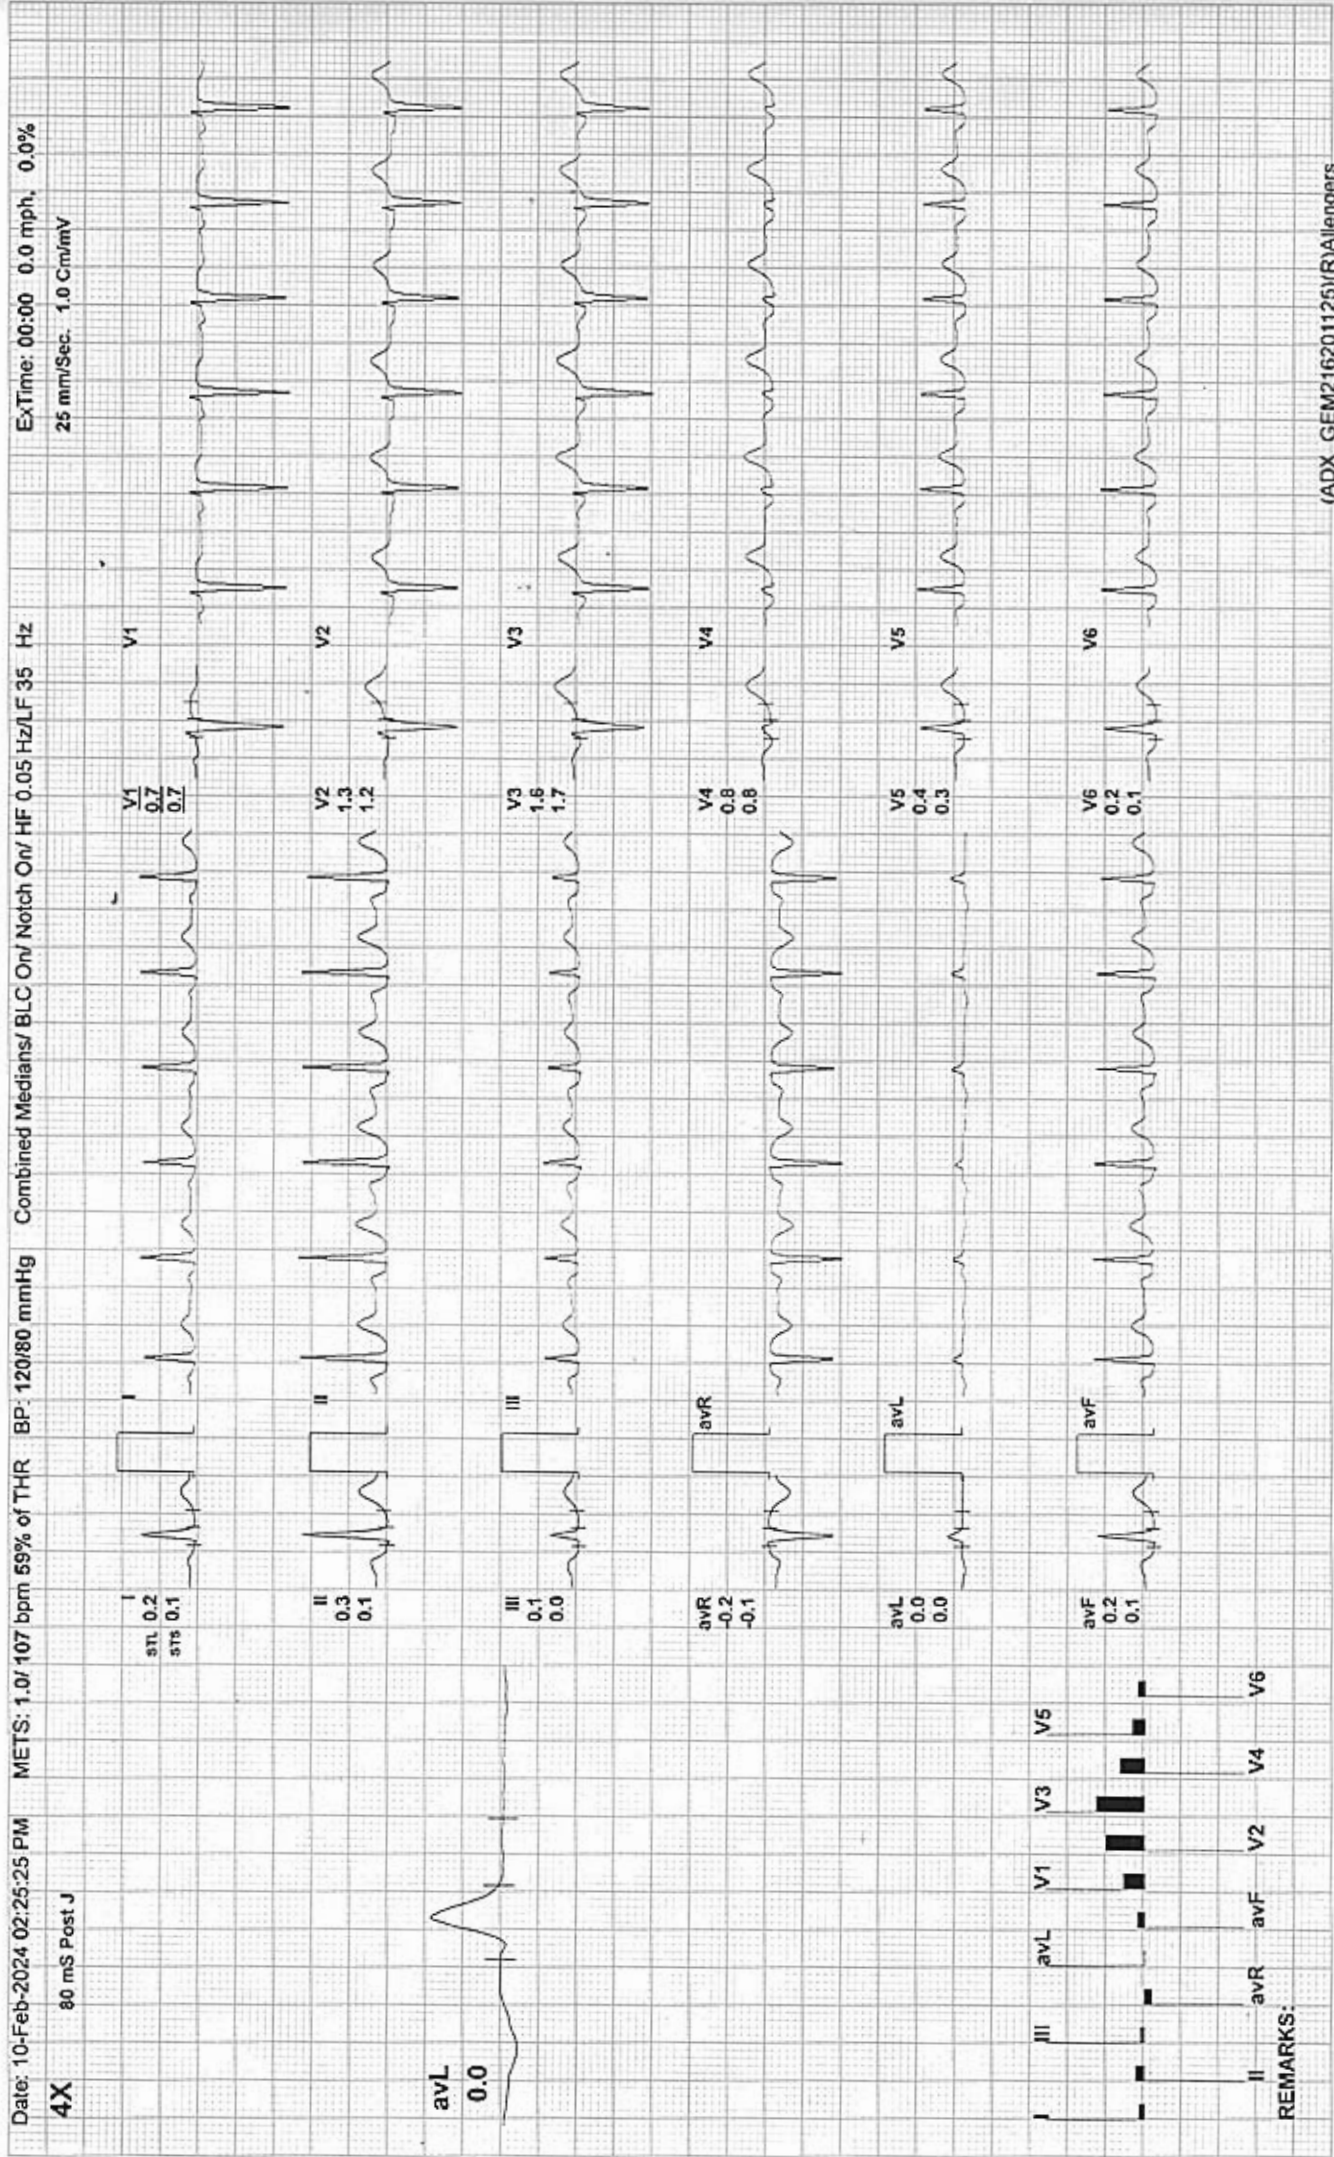 Date: 10-Feb-2024 02:25:25 PM METS: 1.0/ 107 bpm 59% of THR BP: 120/80 mmHg Combined Medians/ BLC On/ Notch On/ HF 0.05 Hz/LF 35 Hz ExTime: 00:00 0.0 mph, 0.0%
4X 80 mS Post J 25 mm/Sec. 1.0 Cm/mV
avL
0.0
I
STL 0.2
STS 0.1
I
V1
0.7
0.7
V1
II
0.3
0.1
II
V2
1.3
1.2
V2
III
0.1
0.0
III
V3
1.6
1.7
V3
avR
-0.2
-0.1
avR
V4
0.8
0.8
V4
avL
0.0
0.0
avL
V5
0.4
0.3
V5
avF
0.2
0.1
avF
V6
0.2
0.1
V6
I III avL V1 V3 V5
II avR avF V2 V4 V6
REMARKS:
(ADX_GEM216201125)(R)Allengers